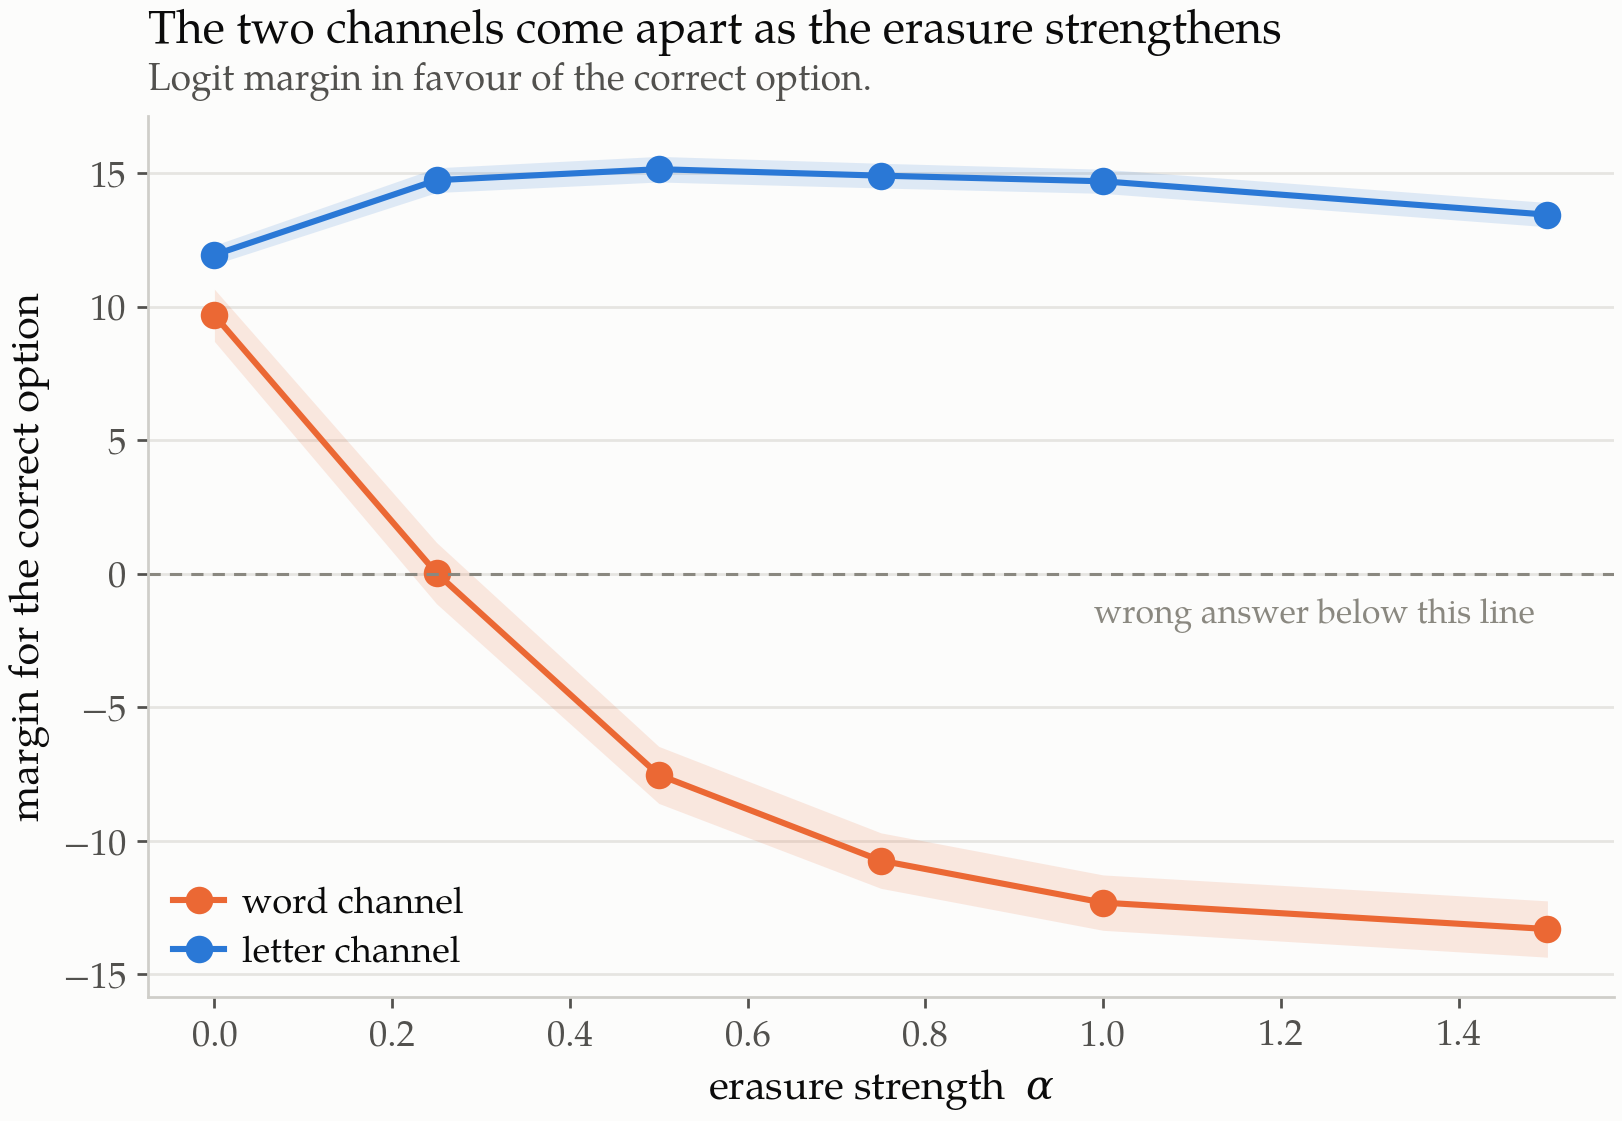 The two channels come apart as the erasure strengthens
Logit margin in favour of the correct option.
margin for the correct option
15
10
5
0
−5
−10
−15
wrong answer below this line
word channel
letter channel
0.0 0.2 0.4 0.6 0.8 1.0 1.2 1.4
erasure strength α